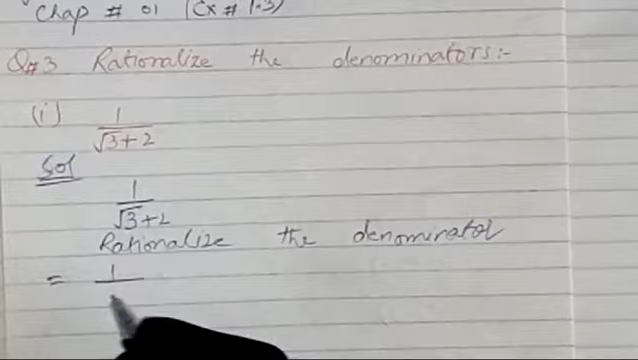 Chap # 01 (Ex # 1.3)
Q#3 Rationalize the denominators:-
(i) 1/√3+2
Sol
1/√3+2
Rationalize the denominator
= 1